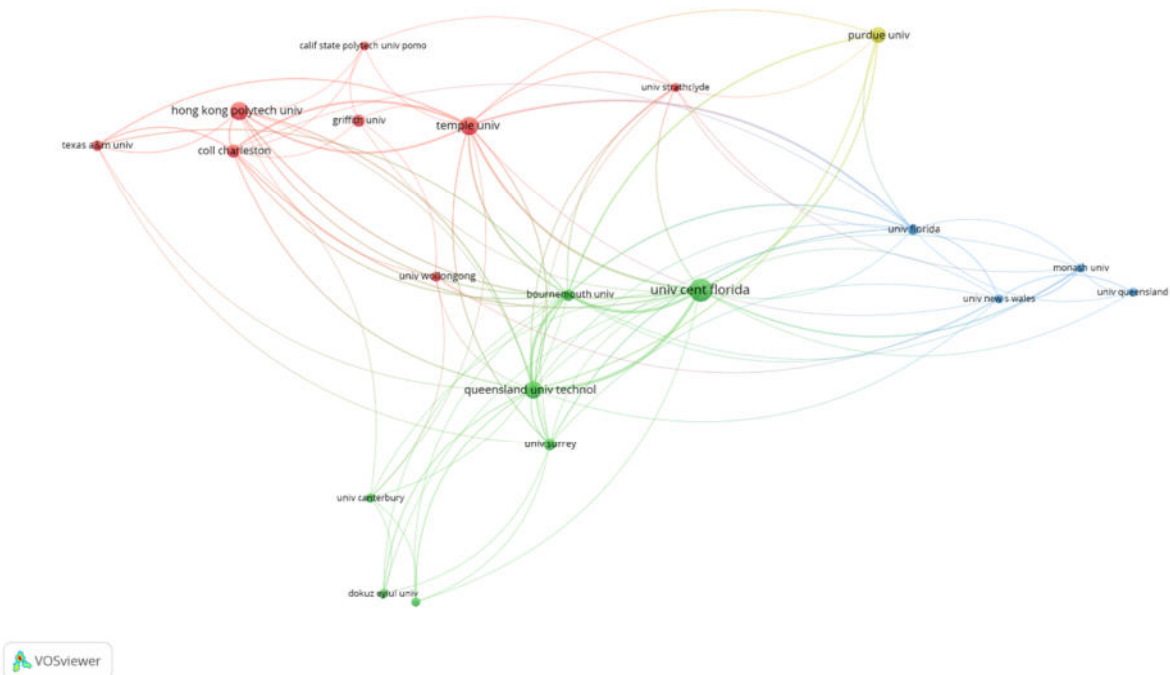 purdue univ
calif state polytech univ pomo
univ strathclyde
hong kong polytech univ
griffith univ
temple univ
texas a&m univ
coll charleston
univ florida
monash univ
univ wollongong
bournemouth univ
univ cent florida
univ new s wales
univ queensland
queensland univ technol
univ surrey
univ canterbury
dokuz eylul univ
VOSviewer